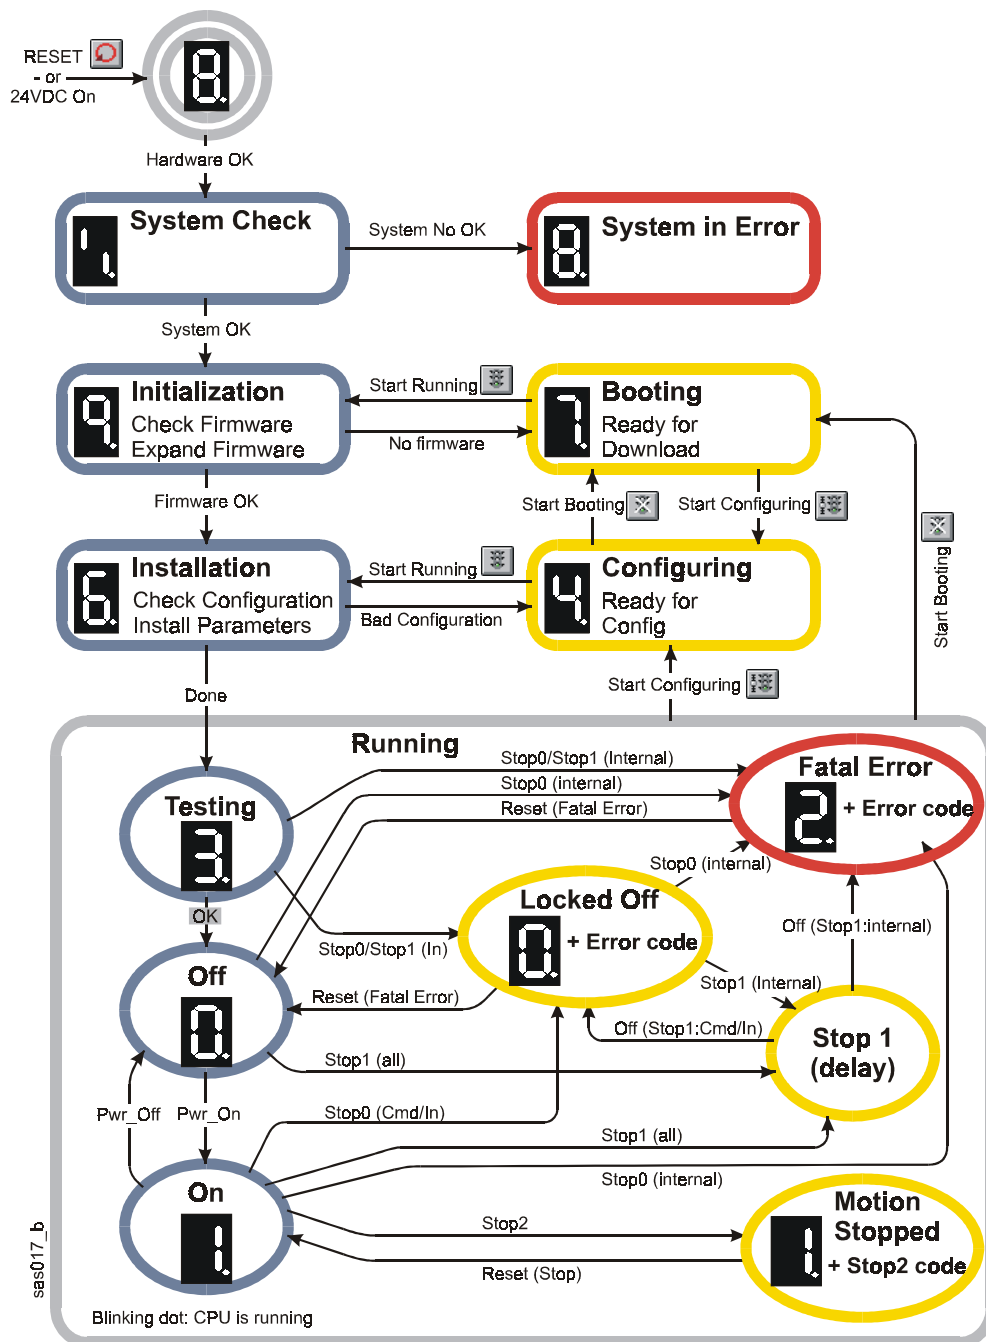 RESET
- or
24VDC On
8.
Hardware OK
System Check
System No OK
8.
System in Error
System OK
9.
Initialization
Check Firmware
Expand Firmware
Start Running
No firmware
7.
Booting
Ready for
Download
Firmware OK
Start Booting
Start Configuring
Start Booting
6.
Installation
Check Configuration
Install Parameters
Start Running
Bad Configuration
4.
Configuring
Ready for
Config
Done
Start Configuring
Running
Testing
3.
Stop0/Stop1 (Internal)
Stop0 (internal)
Reset (Fatal Error)
Fatal Error
2.
+ Error code
OK
Stop0/Stop1 (In)
Stop0 (internal)
Locked Off
0.
+ Error code
Off (Stop1:internal)
Off
0.
Reset (Fatal Error)
Stop1 (Internal)
Off (Stop1:Cmd/In)
Stop 1
(delay)
Stop1 (all)
Pwr_Off
Pwr_On
Stop0 (Cmd/In)
Stop1 (all)
Stop0 (internal)
On
1.
Stop2
Reset (Stop)
Motion
Stopped
1.
+ Stop2 code
sas017_b
Blinking dot: CPU is running